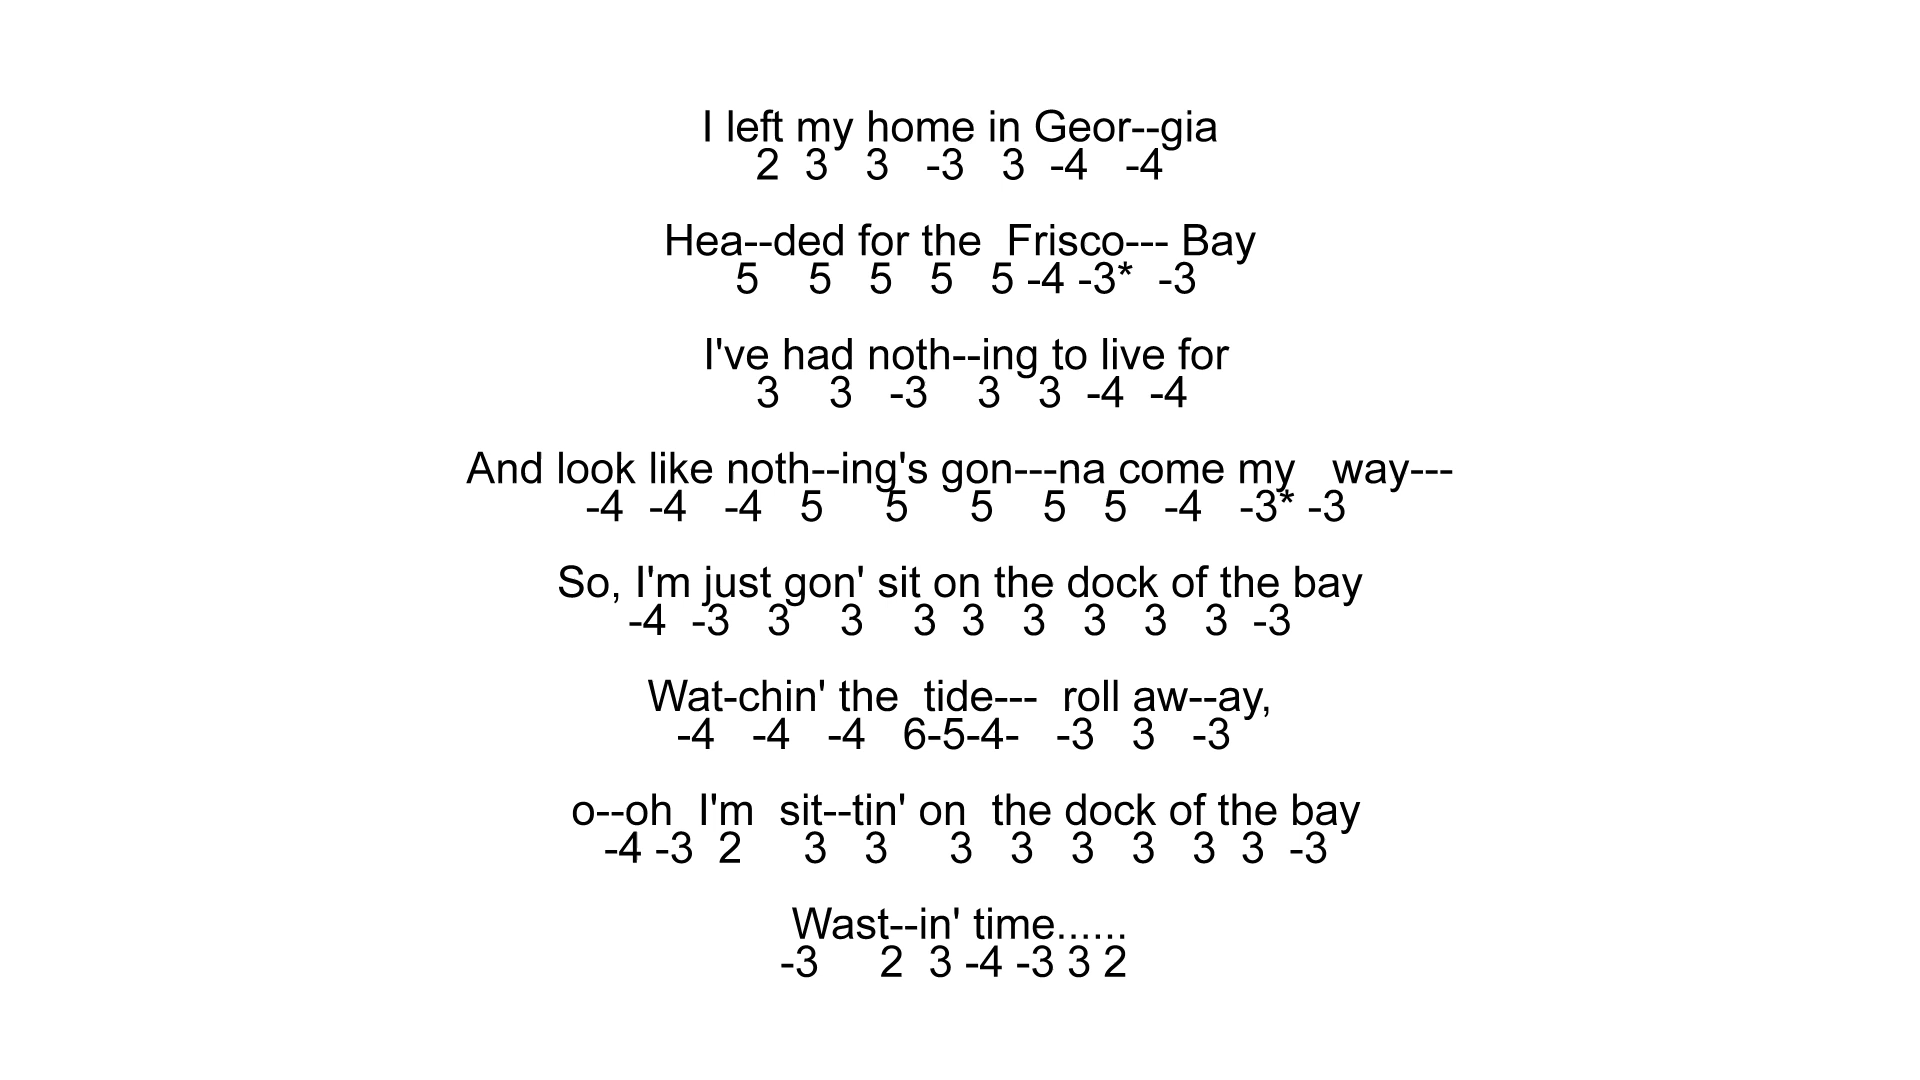 I left my home in Geor--gia
2 3 3 -3 3 -4 -4
Hea--ded for the Frisco--- Bay
5 5 5 5 5 -4 -3* -3
I've had noth--ing to live for
3 3 -3 3 3 -4 -4
And look like noth--ing's gon---na come my way---
-4 -4 -4 5 5 5 5 5 -4 -3* -3
So, I'm just gon' sit on the dock of the bay
-4 -3 3 3 3 3 3 3 3 3 -3
Wat-chin' the tide--- roll aw--ay,
-4 -4 -4 6-5-4- -3 3 -3
o--oh I'm sit--tin' on the dock of the bay
-4 -3 2 3 3 3 3 3 3 3 3 -3
Wast--in' time......
-3 2 3 -4 -3 3 2